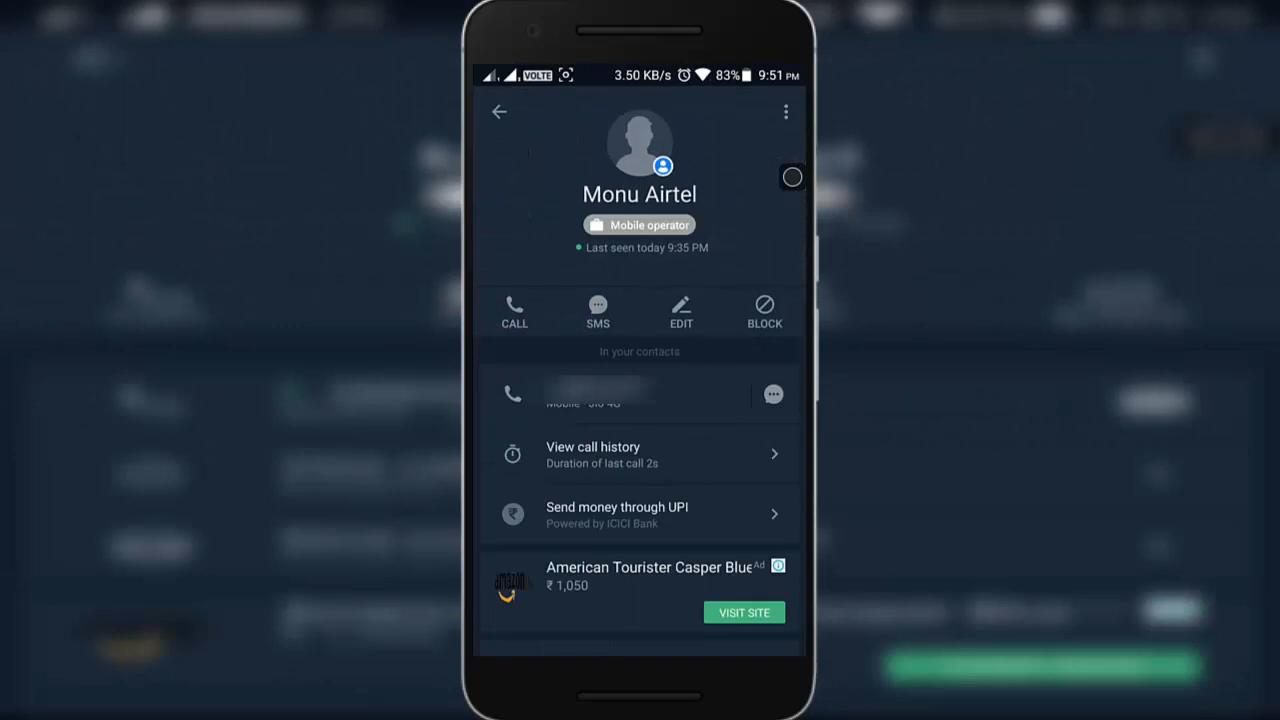 VOLTE 3.50 KB/s 83% 9:51 PM
Monu Airtel
Mobile operator
Last seen today 9:35 PM
CALL SMS EDIT BLOCK
In your contacts
View call history
Duration of last call 2s
Send money through UPI
Powered by ICICI Bank
American Tourister Casper Blue Ad
₹ 1,050
amazon
VISIT SITE